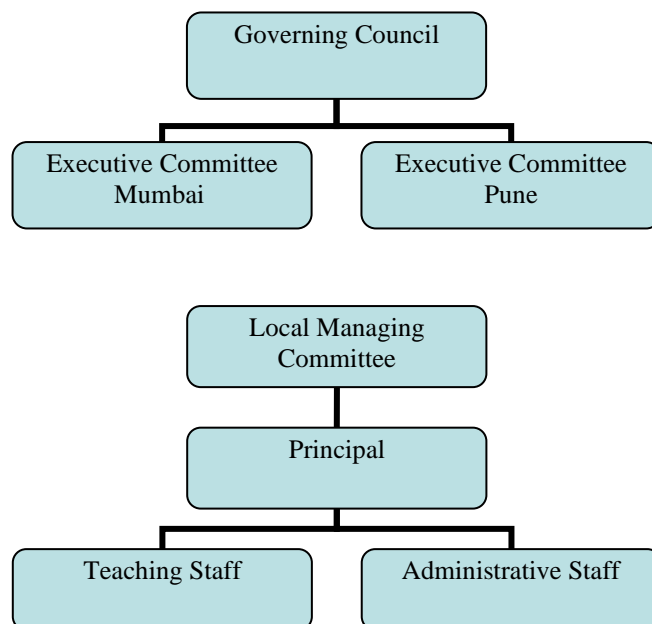 Governing Council
Executive Committee
Mumbai
Executive Committee
Pune
Local Managing
Committee
Principal
Teaching Staff
Administrative Staff